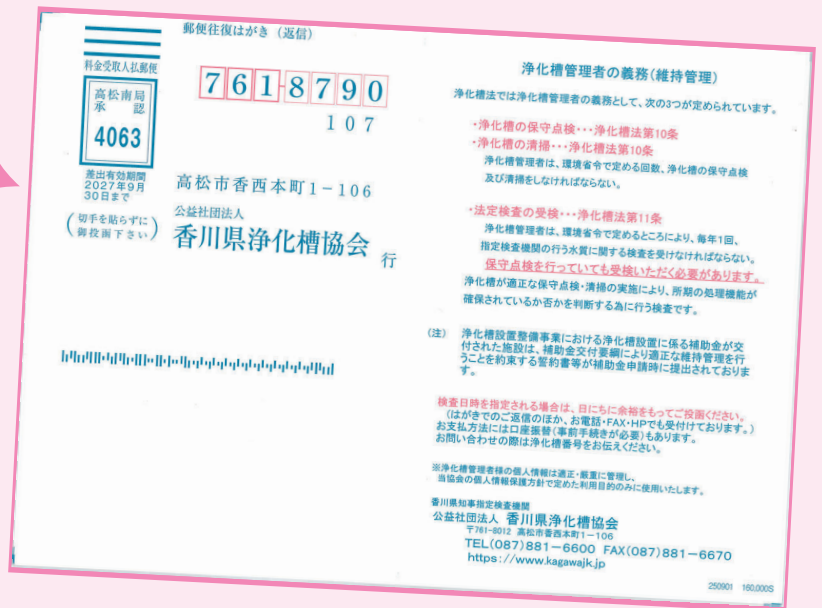 郵便往復はがき（返信）
料金受取人払郵便
高松南局
承　認
4063
差出有効期間
2027年9月
30日まで
（切手を貼らずに
御投函下さい）
761-8790
107
高松市香西本町1－106
公益社団法人
香川県浄化槽協会　行
浄化槽管理者の義務（維持管理）
浄化槽法では浄化槽管理者の義務として、次の3つが定められています。
・浄化槽の保守点検･･･浄化槽法第10条
・浄化槽の清掃･･･浄化槽法第10条
浄化槽管理者は、環境省令で定める回数、浄化槽の保守点検
及び清掃をしなければならない。
・法定検査の受検･･･浄化槽法第11条
浄化槽管理者は、環境省令で定めるところにより、毎年1回、
指定検査機関の行う水質に関する検査を受けなければならない。
保守点検を行っていても受検いただく必要があります。
浄化槽が適正な保守点検・清掃の実施により、所期の処理機能が
確保されているか否かを判断する為に行う検査です。
（注）　浄化槽設置整備事業における浄化槽設置に係る補助金が交
付された施設は、補助金交付要綱により適正な維持管理を行
うことを約束する誓約書等が補助金申請時に提出されておりま
す。
検査日時を指定される場合は、日にちに余裕をもってご投函ください。
（はがきでのご返信のほか、お電話・FAX・HPでも受付けております。）
お支払方法には口座振替（事前手続きが必要）もあります。
お問い合わせの際は浄化槽番号をお伝えください。
※浄化槽管理者様の個人情報は適正・厳重に管理し、
当協会の個人情報保護方針で定めた利用目的のみに使用いたします。
香川県知事指定検査機関
公益社団法人　香川県浄化槽協会
〒761-8012　高松市香西本町1－106
TEL(087)881－6600　FAX(087)881－6670
https://www.kagawajk.jp
250901　160,000S